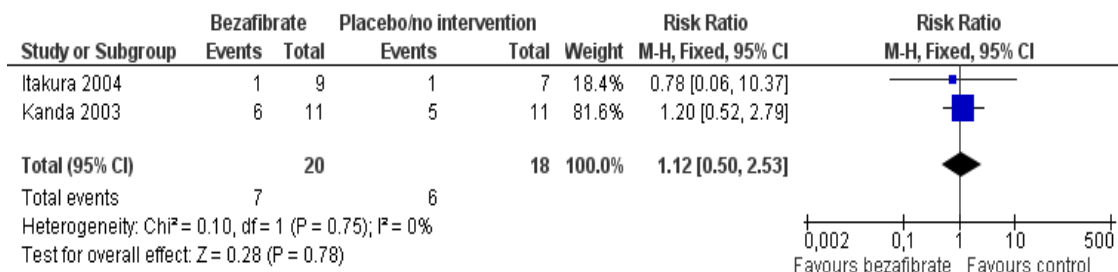 Bezafibrate Placebo/no intervention Risk Ratio Risk Ratio
Study or Subgroup Events Total Events Total Weight M-H, Fixed, 95% CI M-H, Fixed, 95% CI
Itakura 2004 1 9 1 7 18.4% 0.78 [0.06, 10.37]
Kanda 2003 6 11 5 11 81.6% 1.20 [0.52, 2.79]
Total (95% CI) 20 18 100.0% 1.12 [0.50, 2.53]
Total events 7 6
Heterogeneity: Chi² = 0.10, df = 1 (P = 0.75); I² = 0%
Test for overall effect: Z = 0.28 (P = 0.78)
0,002 0,1 1 10 500
Favours bezafibrate Favours control